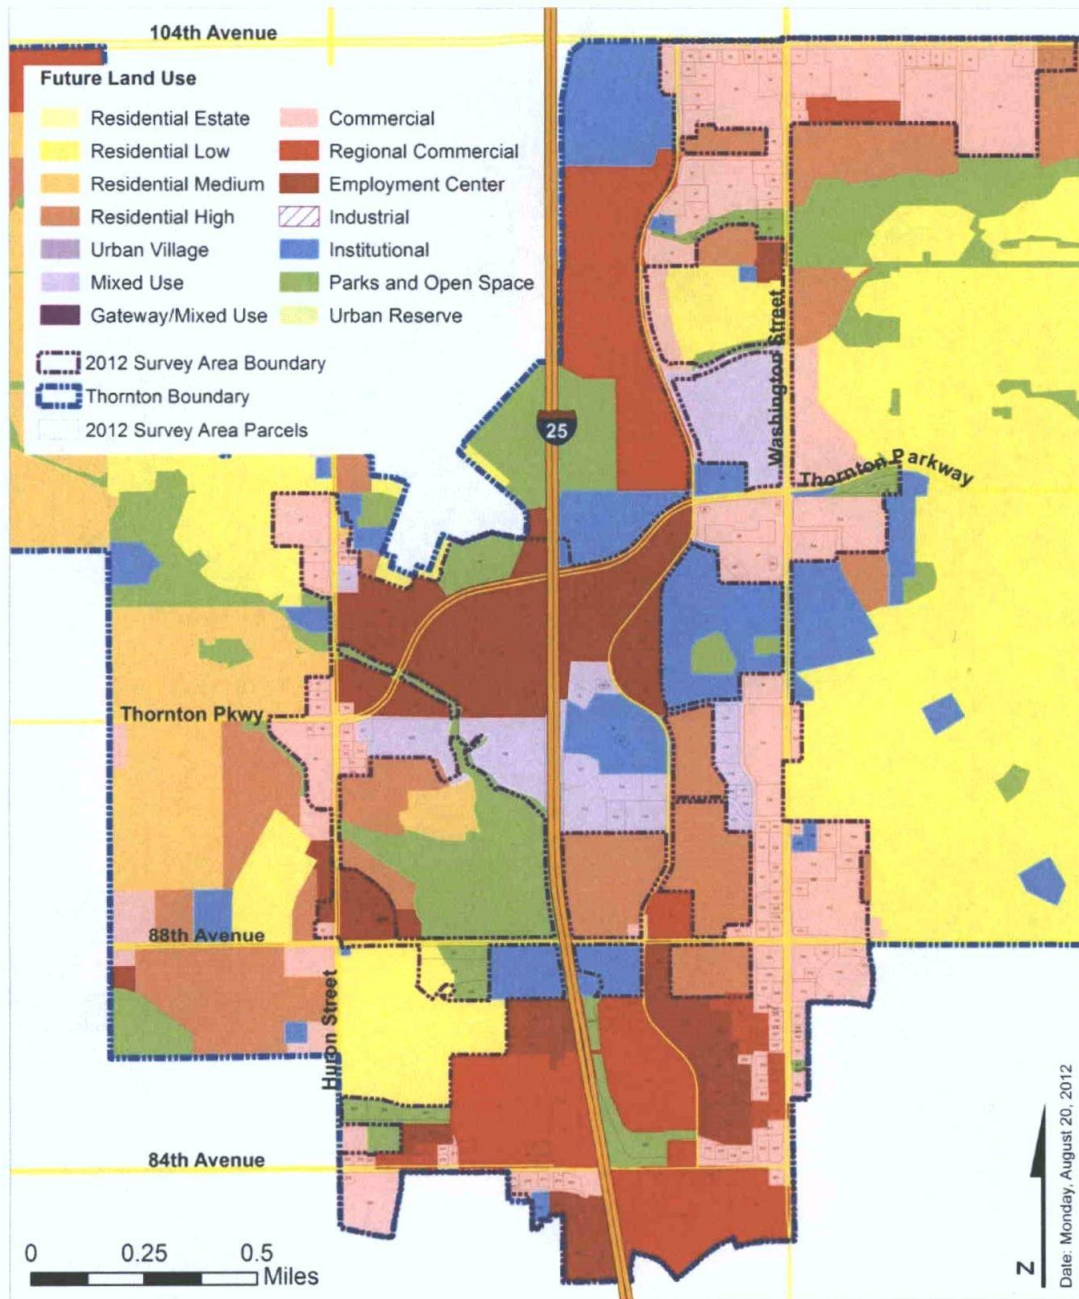 104th Avenue
Future Land Use
Residential Estate
Residential Low
Residential Medium
Residential High
Urban Village
Mixed Use
Gateway/Mixed Use
Commercial
Regional Commercial
Employment Center
Industrial
Institutional
Parks and Open Space
Urban Reserve
2012 Survey Area Boundary
Thornton Boundary
2012 Survey Area Parcels
25
Washington Street
Thornton Parkway
Thornton Pkwy
88th Avenue
Huron Street
84th Avenue
0 0.25 0.5
Miles
N
Date: Monday, August 20, 2012